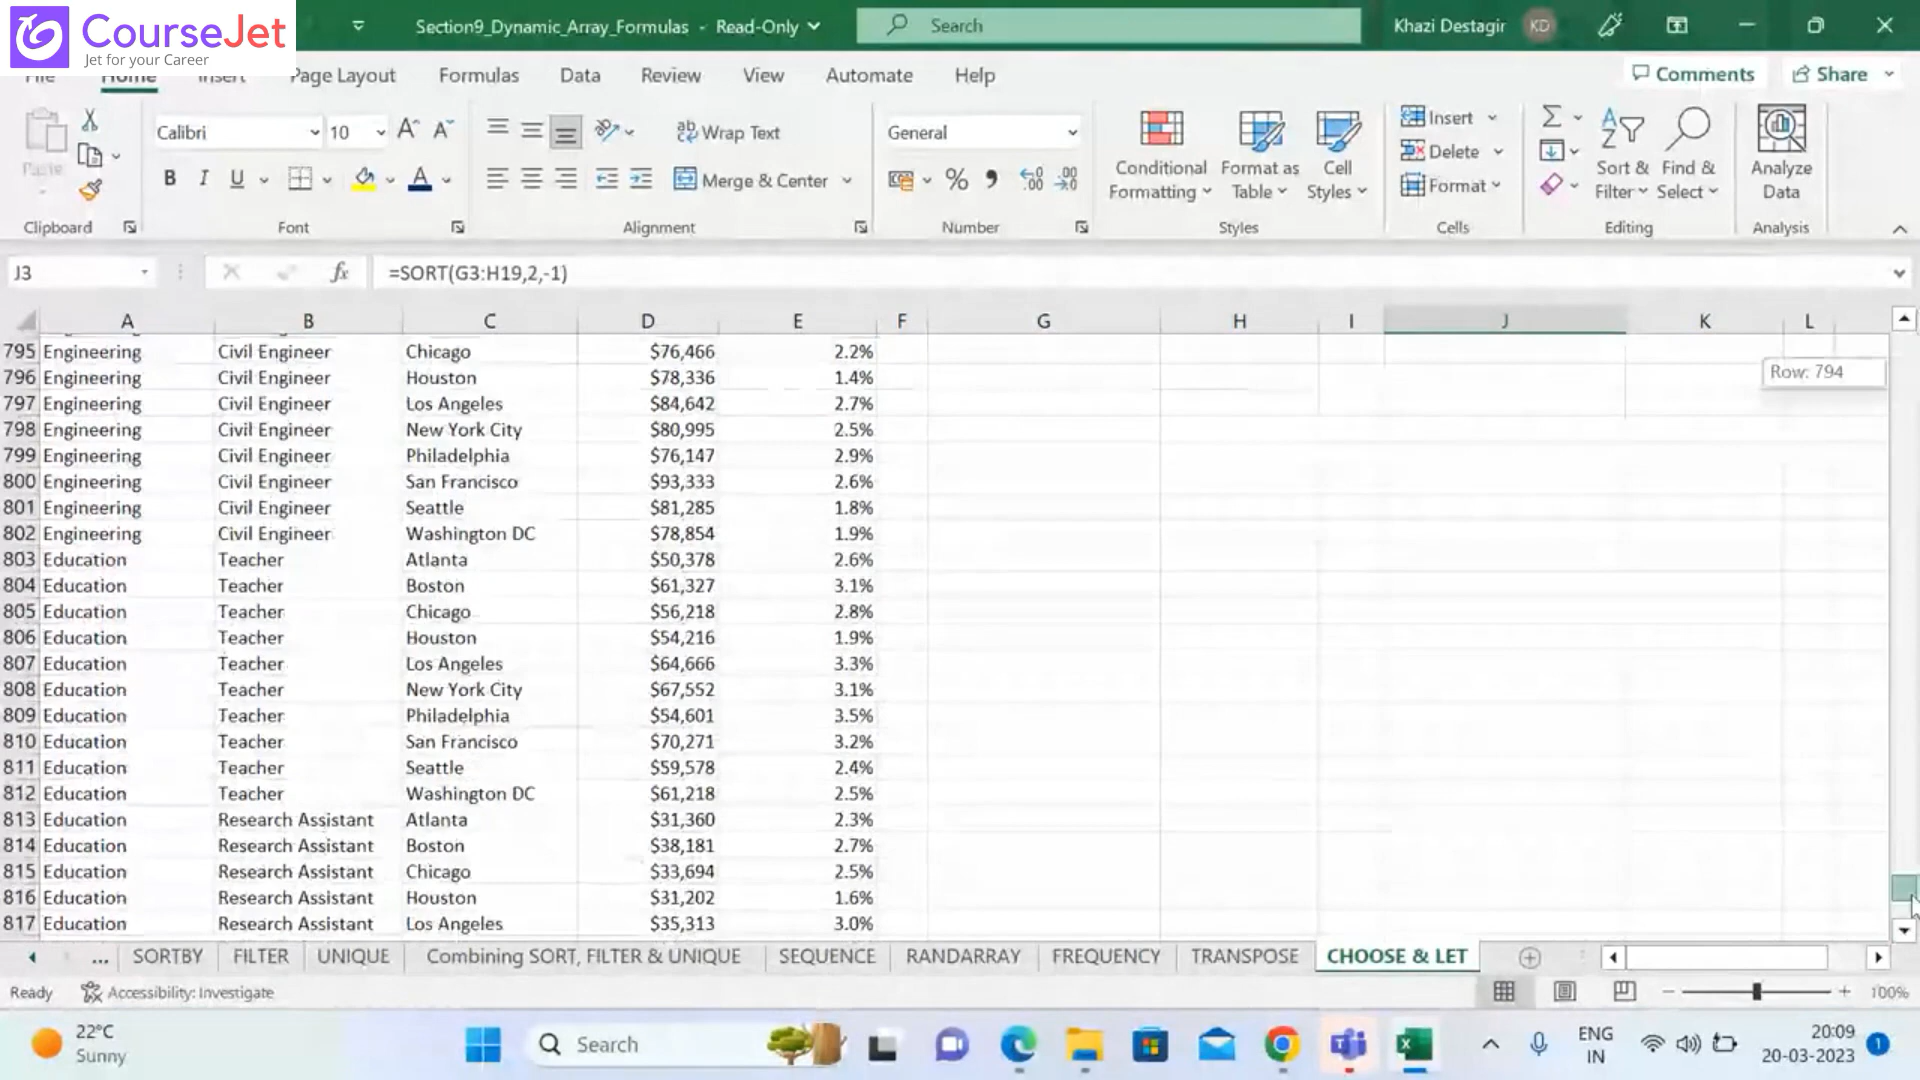 CourseJet
Jet for your Career
Section9_Dynamic_Array_Formulas - Read-Only
Search
Khazi Destagir
KD
File Home Insert Page Layout Formulas Data Review View Automate Help
Comments
Share
Paste
Calibri
10
Wrap Text
General
Merge & Center
Conditional Formatting
Format as Table
Cell Styles
Insert
Delete
Format
Sort & Filter
Find & Select
Analyze Data
Clipboard Font Alignment Number Styles Cells Editing Analysis
J3
fx
=SORT(G3:H19,2,-1)
A B C D E F G H I J K L
795 Engineering Civil Engineer Chicago $76,466 2.2%
Row: 794
796 Engineering Civil Engineer Houston $78,336 1.4%
797 Engineering Civil Engineer Los Angeles $84,642 2.7%
798 Engineering Civil Engineer New York City $80,995 2.5%
799 Engineering Civil Engineer Philadelphia $76,147 2.9%
800 Engineering Civil Engineer San Francisco $93,333 2.6%
801 Engineering Civil Engineer Seattle $81,285 1.8%
802 Engineering Civil Engineer Washington DC $78,854 1.9%
803 Education Teacher Atlanta $50,378 2.6%
804 Education Teacher Boston $61,327 3.1%
805 Education Teacher Chicago $56,218 2.8%
806 Education Teacher Houston $54,216 1.9%
807 Education Teacher Los Angeles $64,666 3.3%
808 Education Teacher New York City $67,552 3.1%
809 Education Teacher Philadelphia $54,601 3.5%
810 Education Teacher San Francisco $70,271 3.2%
811 Education Teacher Seattle $59,578 2.4%
812 Education Teacher Washington DC $61,218 2.5%
813 Education Research Assistant Atlanta $31,360 2.3%
814 Education Research Assistant Boston $38,181 2.7%
815 Education Research Assistant Chicago $33,694 2.5%
816 Education Research Assistant Houston $31,202 1.6%
817 Education Research Assistant Los Angeles $35,313 3.0%
... SORTBY FILTER UNIQUE Combining SORT, FILTER & UNIQUE SEQUENCE RANDARRAY FREQUENCY TRANSPOSE CHOOSE & LET
Ready Accessibility: Investigate 100%
22°C
Sunny
Search
ENG
IN
20:09
20-03-2023
1